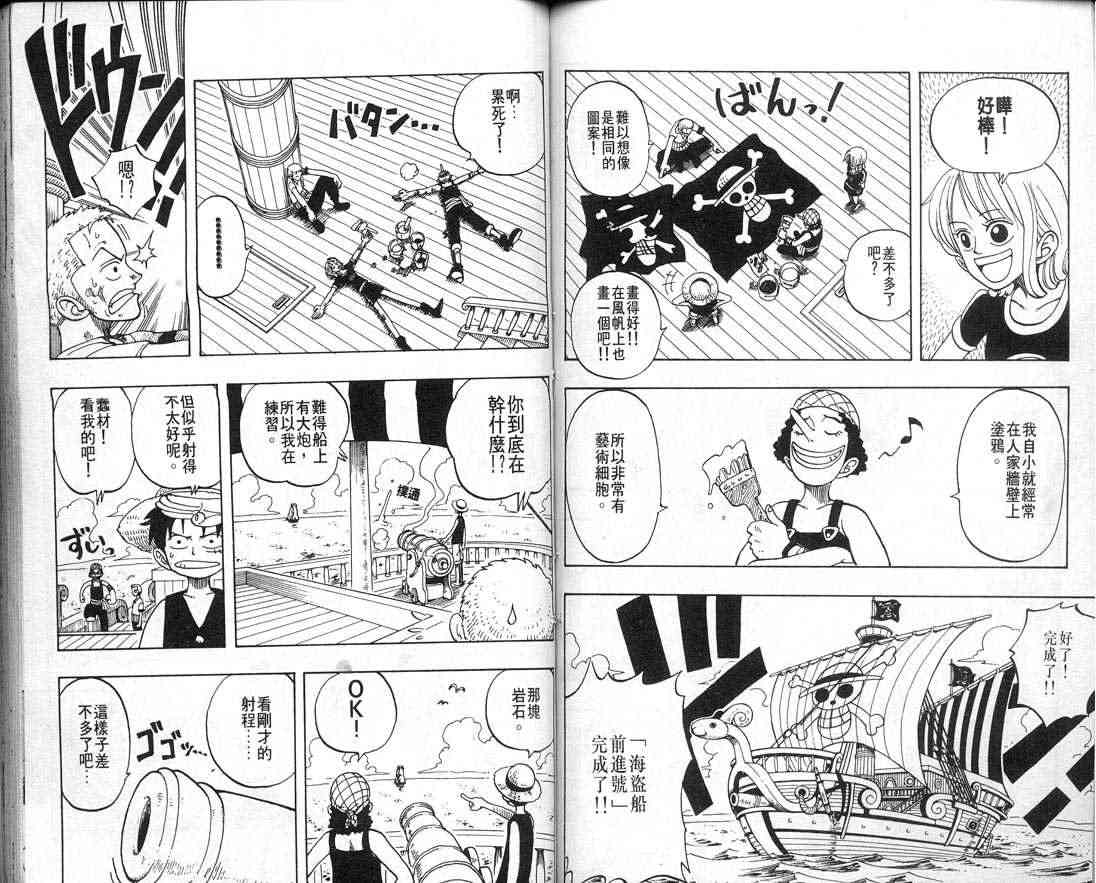 嘩！
好棒！
ばんっ！
難以想像
是相同的
圖案！
差不多了
吧？
畫得好!!
在風帆上也
畫一個吧!!
我自小就經常
在人家牆壁上
塗鴉。
所以非常有
藝術細胞。
好了！
完成了!!
「海盜船
前進號」
完成了!!
啊…
累死了！
バタン…
………
ドゥーン
嗯!?
你到底在
幹什麼!?
難得船上
有大炮，
所以我在
練習。
撲通
但似乎射得
不太好呢。
蠢材！
看我的吧！
ずいっ
那塊
岩石。
OK！
看剛才的
射程……
這樣子差
不多了吧…
ゴゴッ…